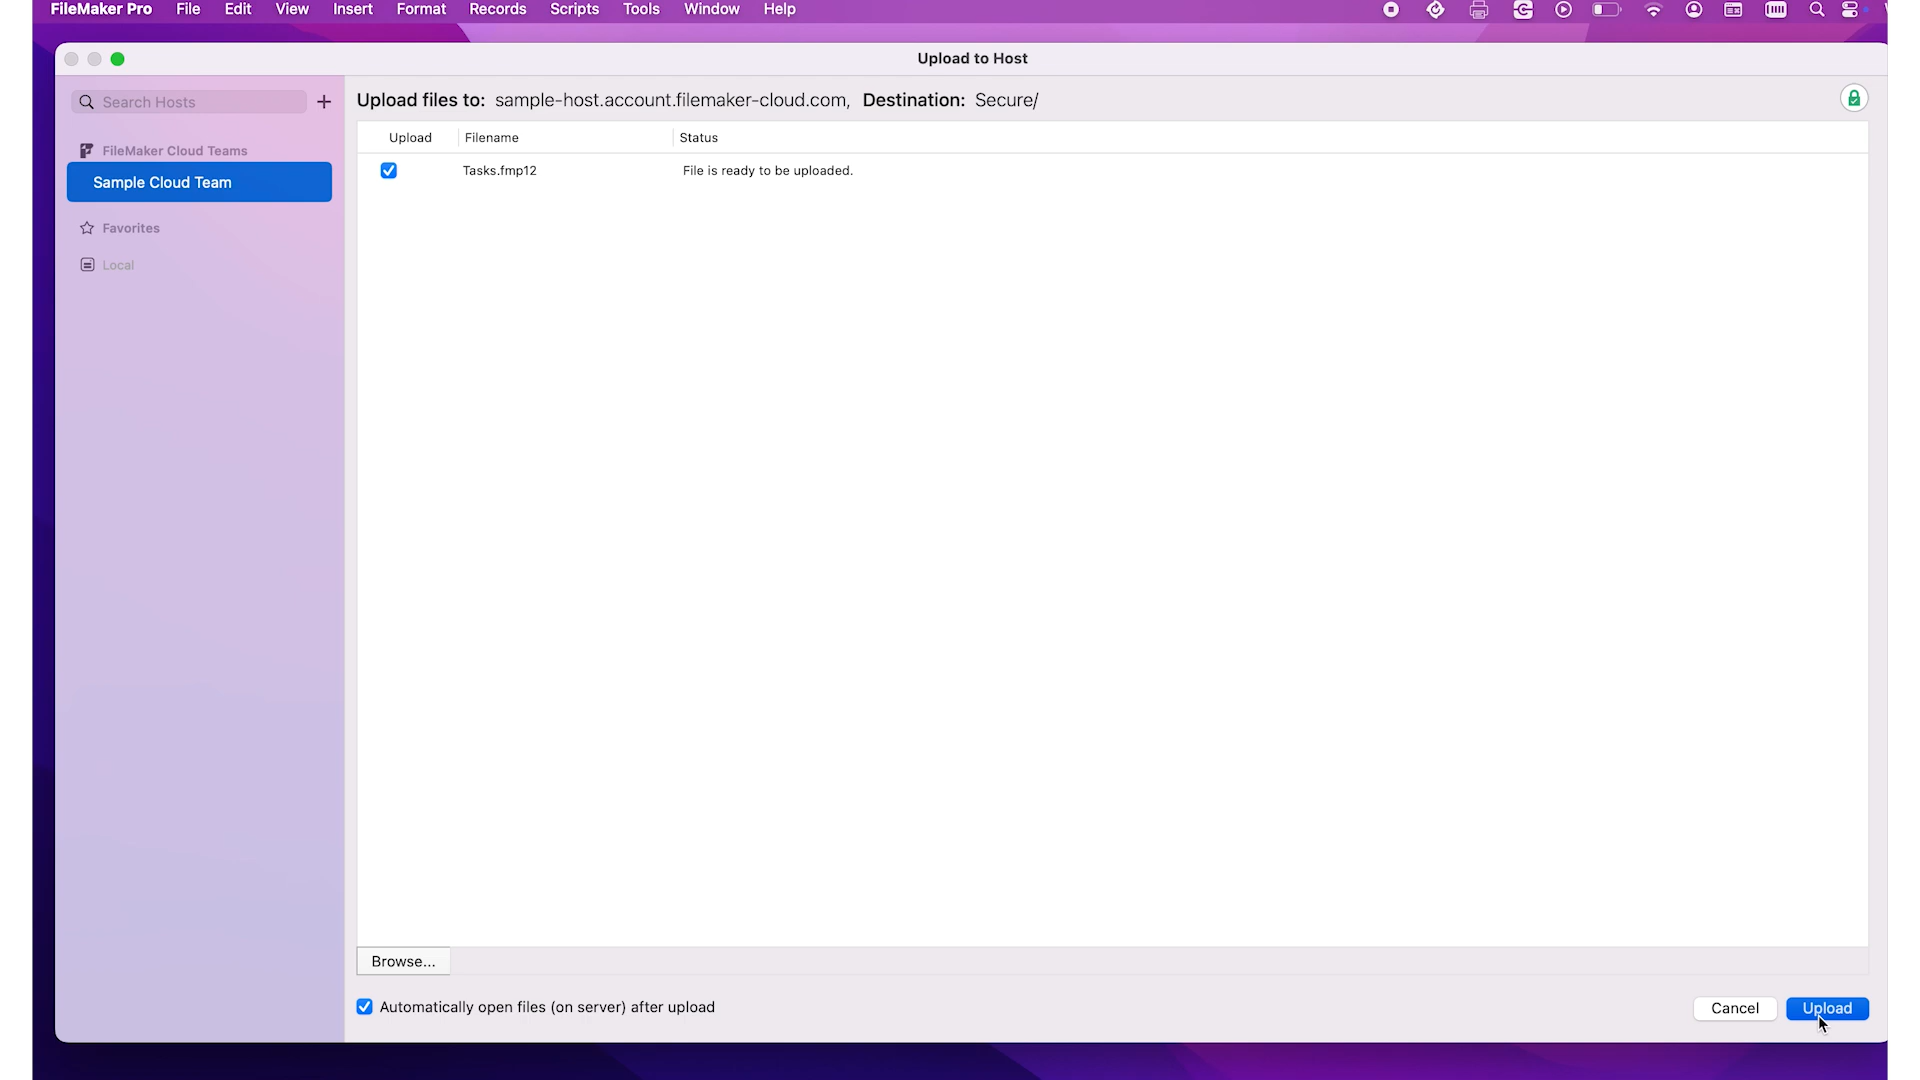 FileMaker Pro File Edit View Insert Format Records Scripts Tools Window Help
Upload to Host
Search Hosts
Upload files to: sample-host.account.filemaker-cloud.com, Destination: Secure/
Upload Filename Status
FileMaker Cloud Teams
Tasks.fmp12 File is ready to be uploaded.
Sample Cloud Team
Favorites
Local
Browse...
Automatically open files (on server) after upload
Cancel Upload